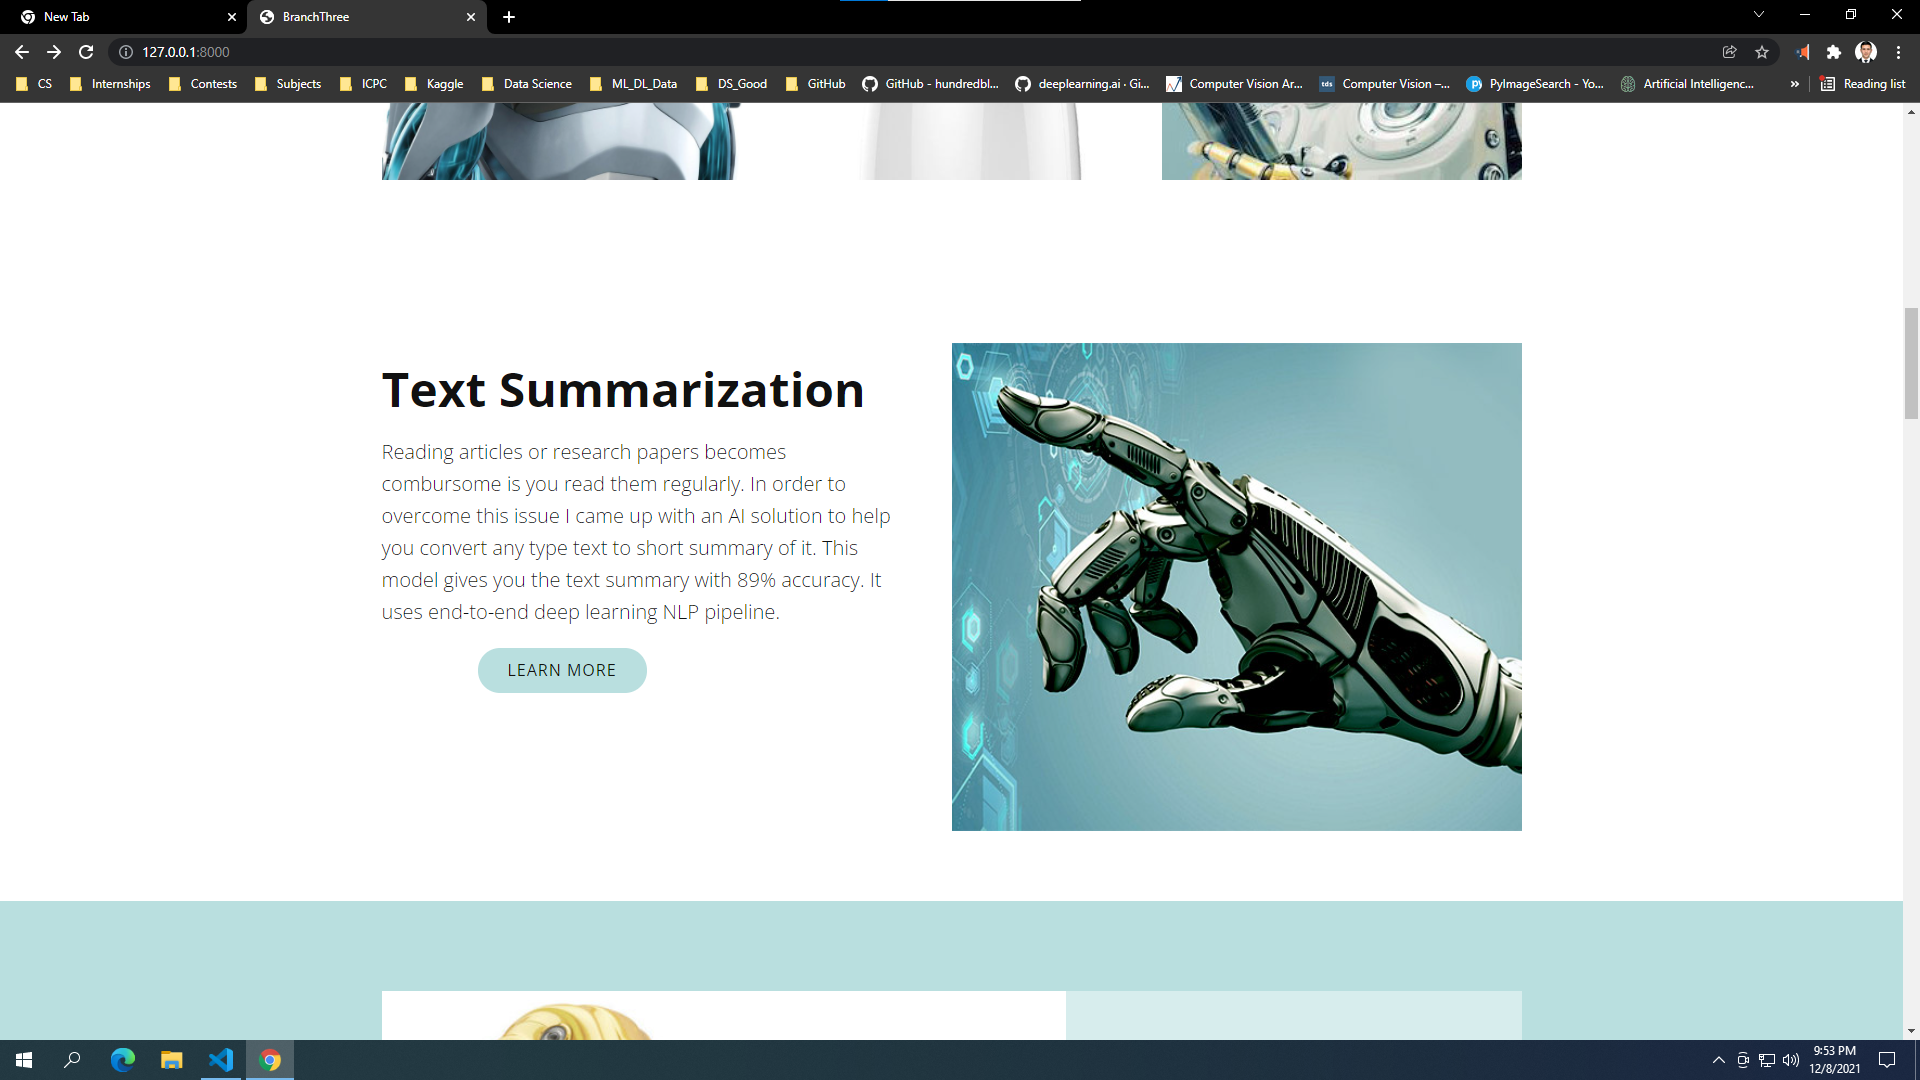 New Tab
BranchThree
127.0.0.1:8000
CS Internships Contests Subjects ICPC Kaggle Data Science ML_DL_Data DS_Good GitHub GitHub - hundredbl... deeplearning.ai · Gi... Computer Vision Ar... tds Computer Vision –... PyImageSearch - Yo... Artificial Intelligenc... » Reading list
Text Summarization
Reading articles or research papers becomes
combursome is you read them regularly. In order to
overcome this issue I came up with an AI solution to help
you convert any type text to short summary of it. This
model gives you the text summary with 89% accuracy. It
uses end-to-end deep learning NLP pipeline.
LEARN MORE
9:53 PM
12/8/2021